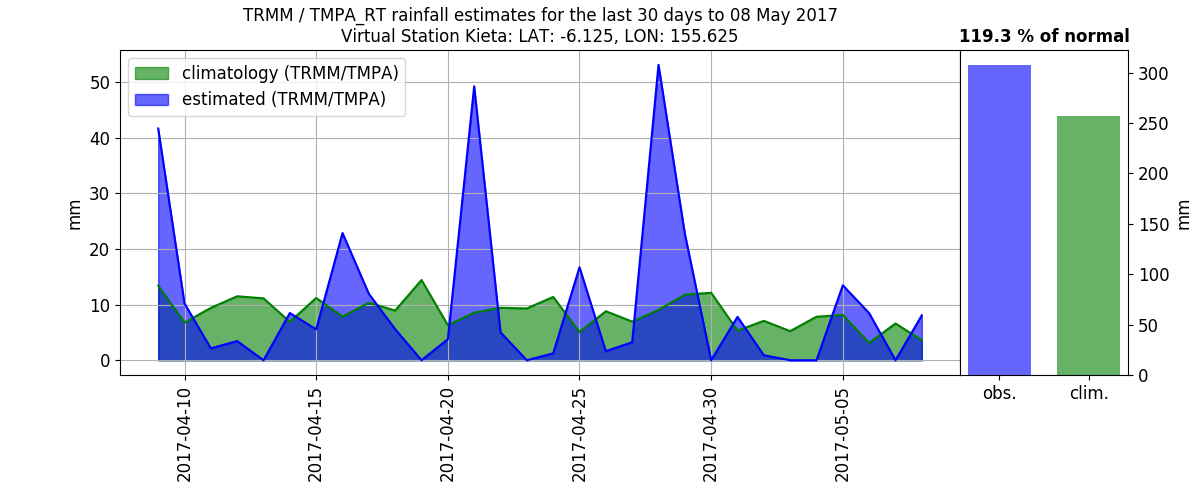 TRMM / TMPA_RT rainfall estimates for the last 30 days to 08 May 2017
Virtual Station Kieta: LAT: -6.125, LON: 155.625
119.3 % of normal
climatology (TRMM/TMPA)
estimated (TRMM/TMPA)
mm
50
40
30
20
10
0
2017-04-10
2017-04-15
2017-04-20
2017-04-25
2017-04-30
2017-05-05
300
250
200
150
100
50
0
mm
obs.
clim.